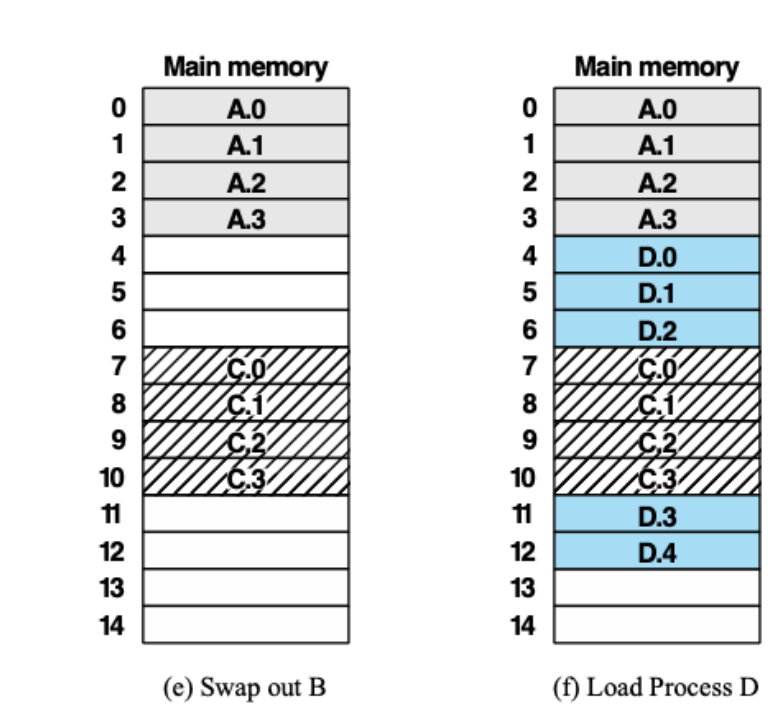 Main memory
0 A.0
1 A.1
2 A.2
3 A.3
4
5
6
7 C.0
8 C.1
9 C.2
10 C.3
11
12
13
14
(e) Swap out B
Main memory
0 A.0
1 A.1
2 A.2
3 A.3
4 D.0
5 D.1
6 D.2
7 C.0
8 C.1
9 C.2
10 C.3
11 D.3
12 D.4
13
14
(f) Load Process D